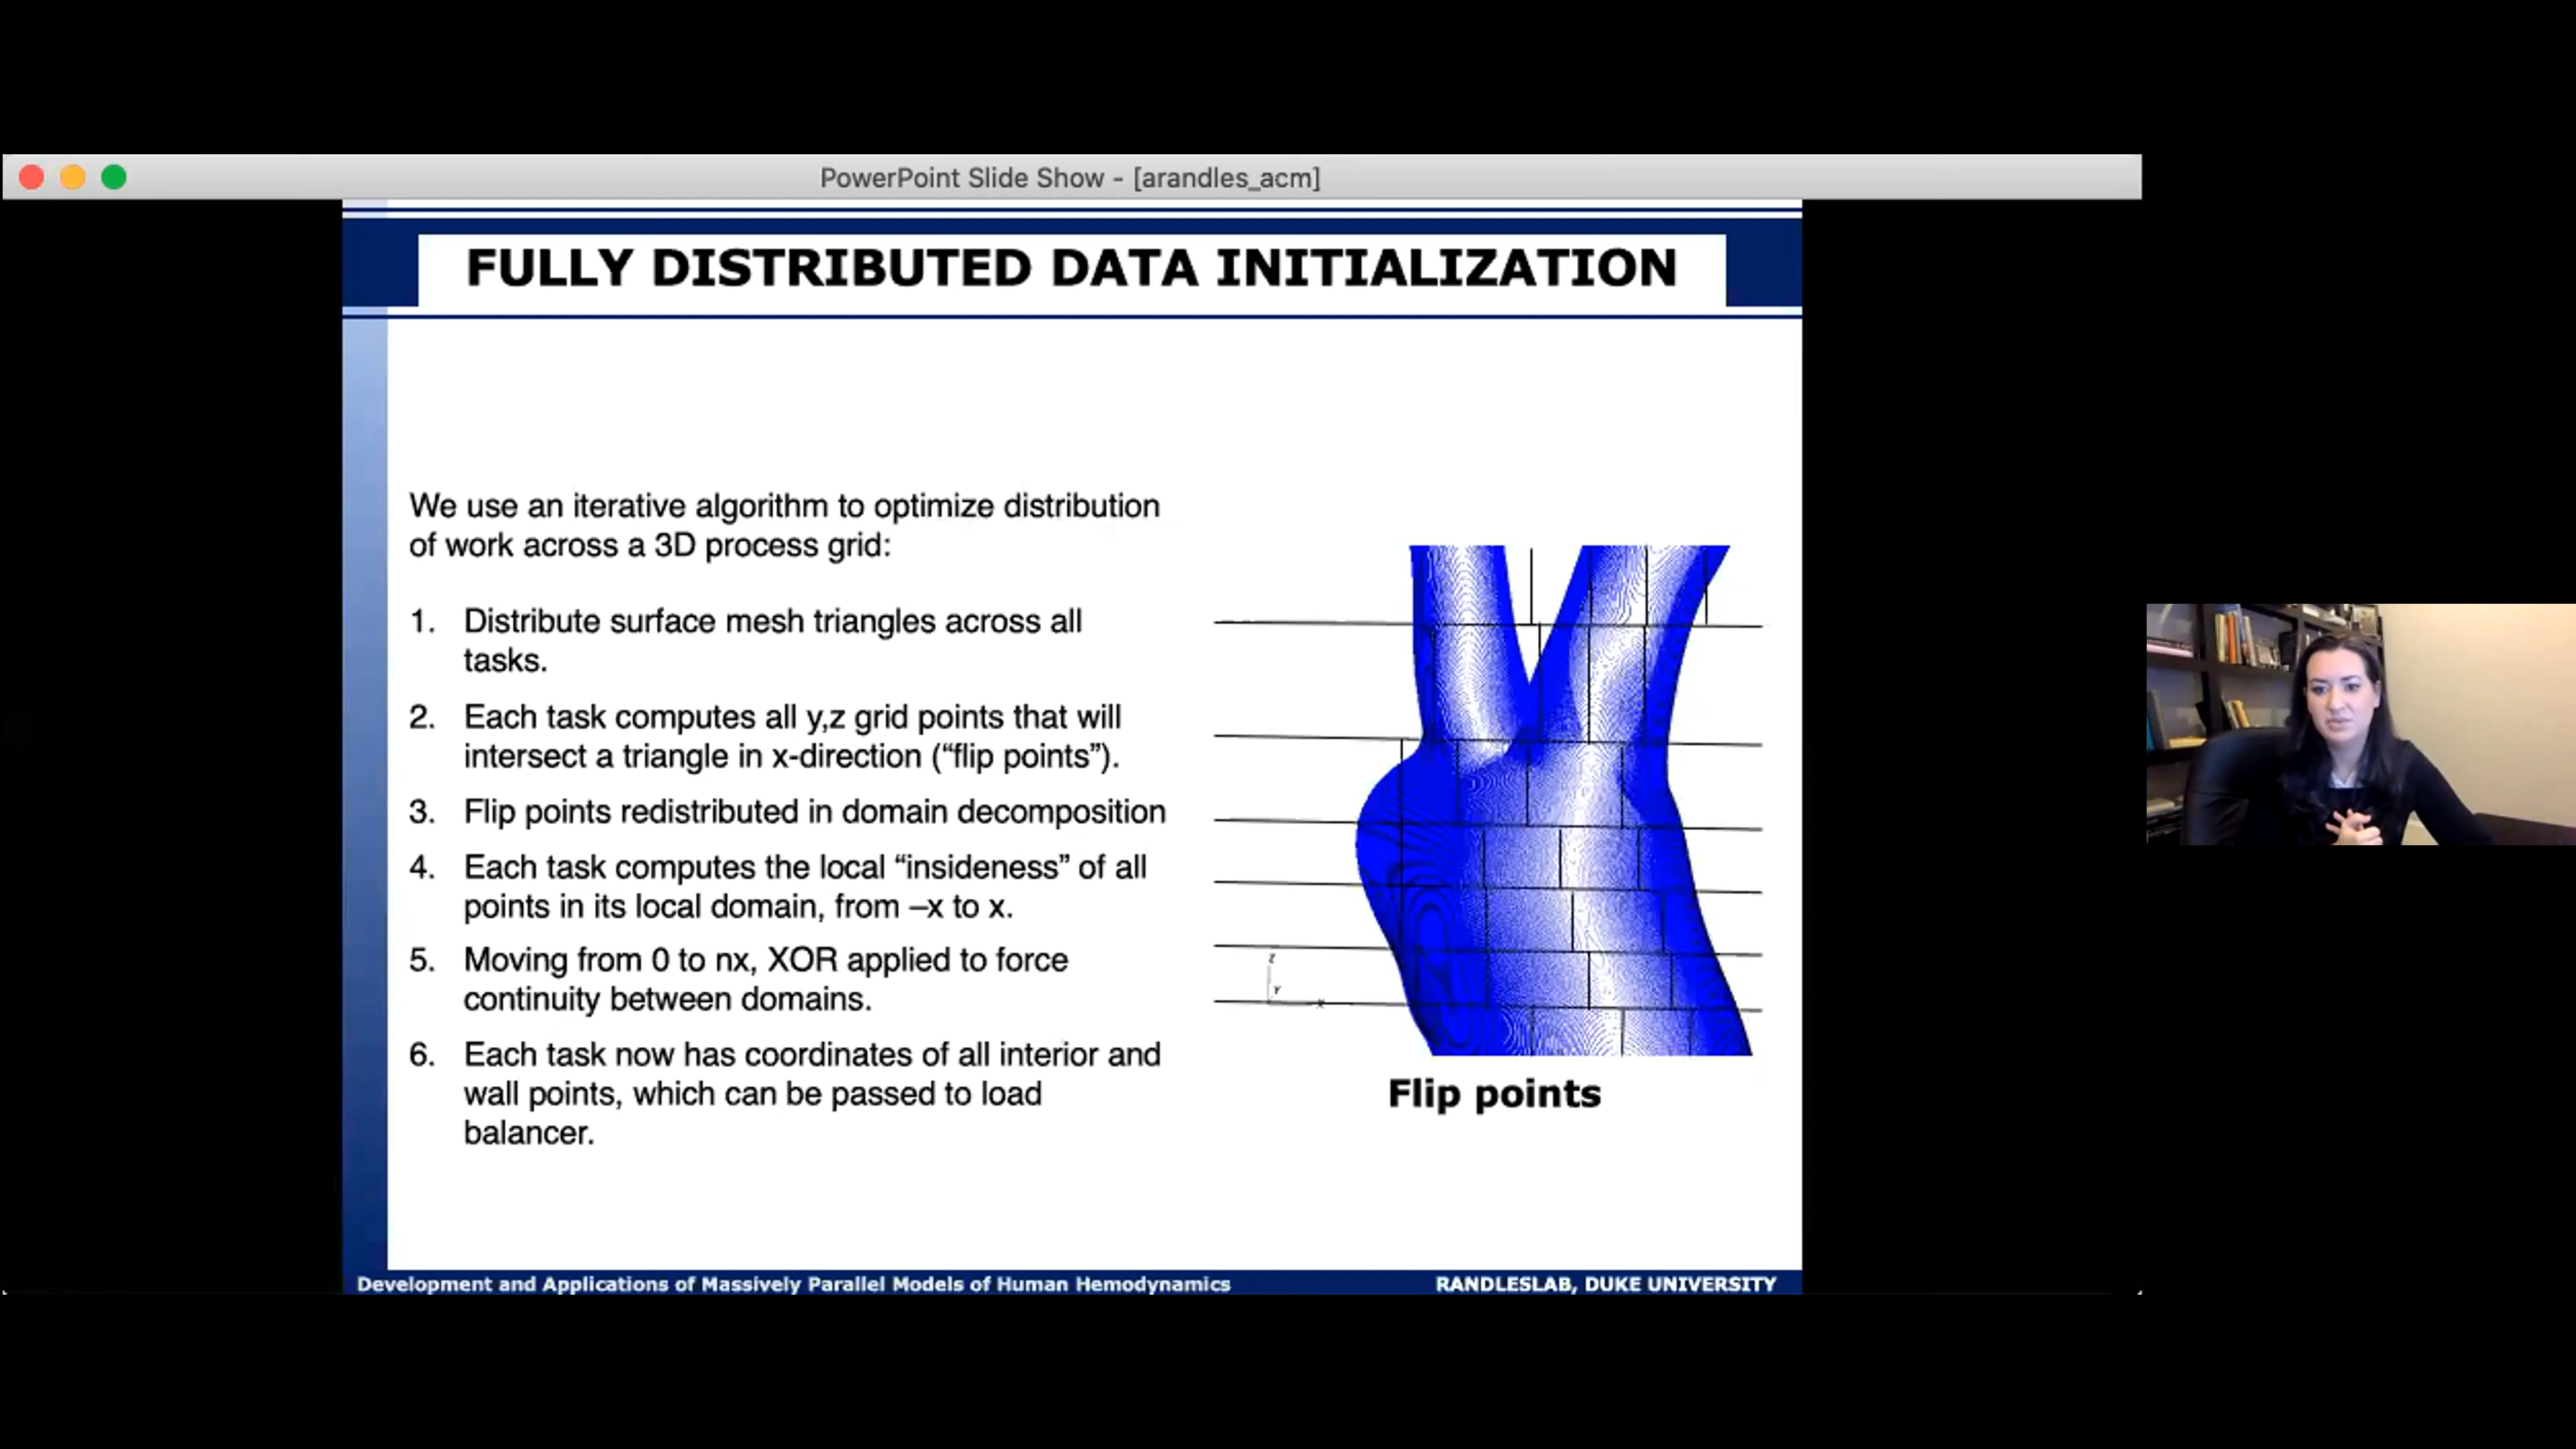 PowerPoint Slide Show - [arandles_acm]
FULLY DISTRIBUTED DATA INITIALIZATION
We use an iterative algorithm to optimize distribution
of work across a 3D process grid:
1. Distribute surface mesh triangles across all
tasks.
2. Each task computes all y,z grid points that will
intersect a triangle in x-direction (“flip points”).
3. Flip points redistributed in domain decomposition
4. Each task computes the local “insideness” of all
points in its local domain, from –x to x.
5. Moving from 0 to nx, XOR applied to force
continuity between domains.
6. Each task now has coordinates of all interior and
wall points, which can be passed to load
balancer.
Z
Y
X
Flip points
Development and Applications of Massively Parallel Models of Human Hemodynamics
RANDLESLAB, DUKE UNIVERSITY